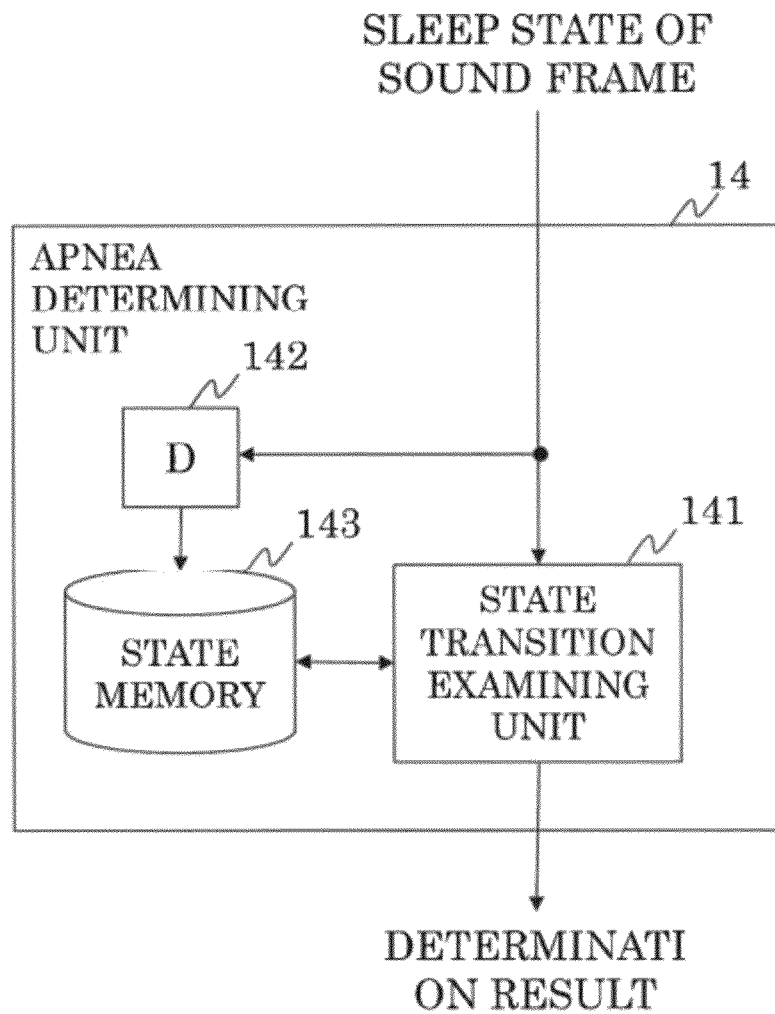 SLEEP STATE OF
SOUND FRAME
14
APNEA
DETERMINING
UNIT
142
D
143
141
STATE
MEMORY
STATE
TRANSITION
EXAMINING
UNIT
DETERMINATI
ON RESULT